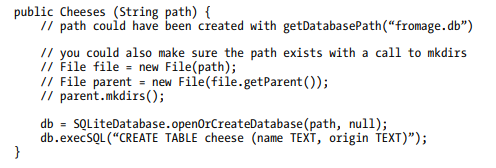 public Cheeses (String path) {
// path could have been created with getDatabasePath(“fromage.db”)
// you could also make sure the path exists with a call to mkdirs
// File file = new File(path);
// File parent = new File(file.getParent());
// parent.mkdirs();
db = SQLiteDatabase.openOrCreateDatabase(path, null);
db.execSQL(“CREATE TABLE cheese (name TEXT, origin TEXT)”);
}